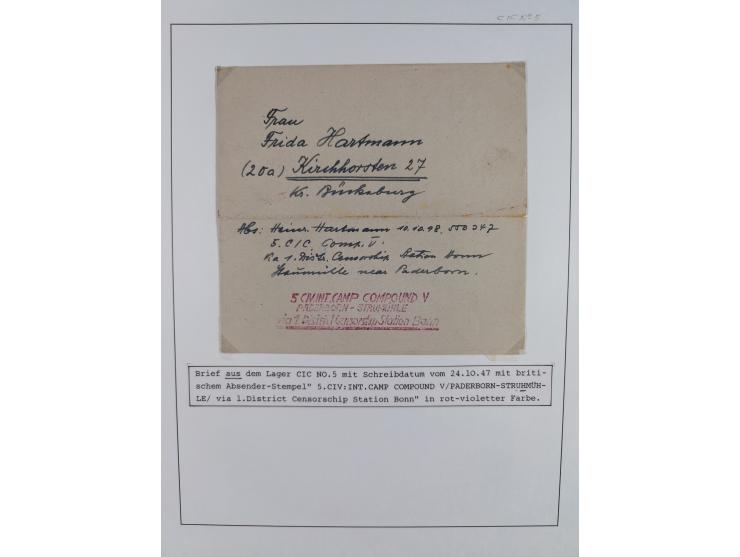 CIC No 5
Frau
Frida Hartmann
(20a) Kirchhorsten 27
Kr. Bückeburg
Abs: Heinr. Hartmann 10.10.98. 550247
5. C/C. Comp. V.
1. Distr. Censorship Station Bonn
Staumühle near Paderborn.
5 CIV.INT.CAMP COMPOUND V
PADERBORN - STRUMÜHLE
via 1 District Censorship Station Bonn
Brief aus dem Lager CIC NO.5 mit Schreibdatum vom 24.10.47 mit briti-
schem Absender-Stempel" 5.CIV:INT.CAMP COMPOUND V/PADERBORN-STRUHMÜH-
LE/ via 1.District Censorschip Station Bonn" in rot-violetter Farbe.